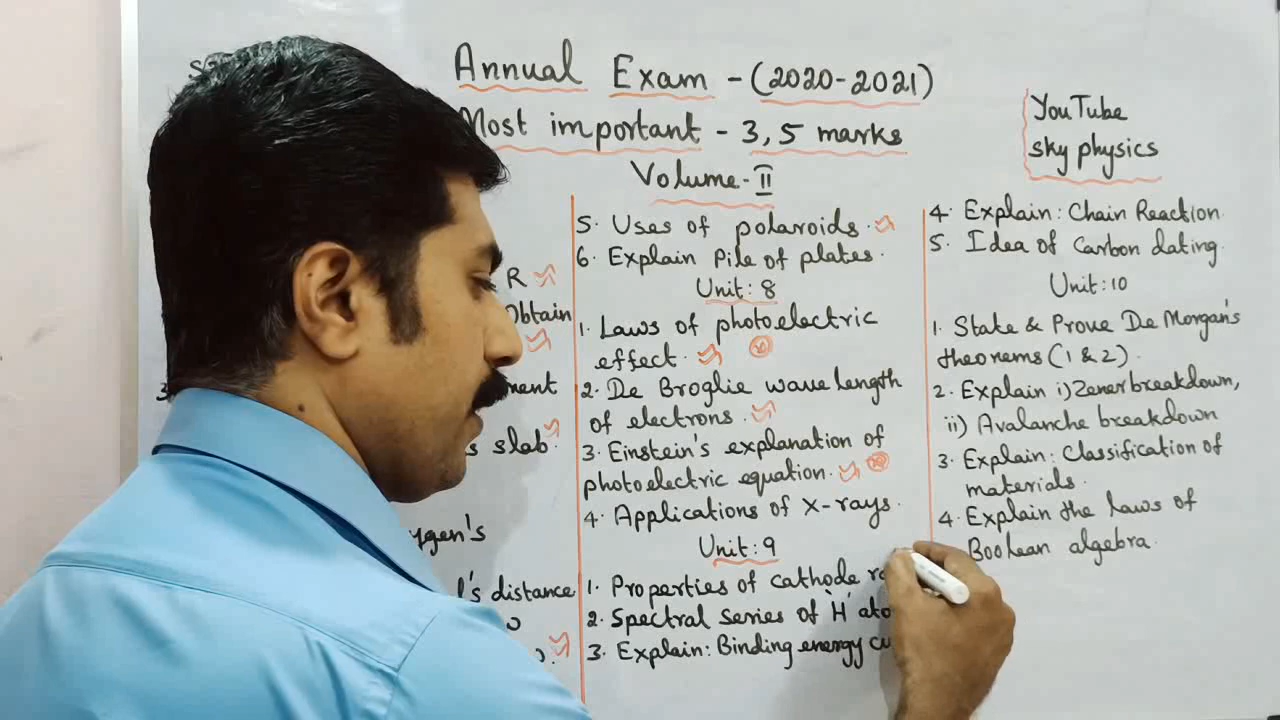 Annual Exam - (2020-2021)
Most important - 3, 5 marks
Volume-II
YouTube
sky physics
R
Obtain
3
ment
s slab.
ygen's
l's distance
5. Uses of polaroids.
6. Explain Pile of plates.
Unit: 8
1. Laws of photoelectric
effect.
2. De Broglie wave length
of electrons.
3. Einstein's explanation of
photoelectric equation.
4. Applications of X-rays.
Unit: 9
1. Properties of cathode
2. Spectral series of 'H' ato
3. Explain: Binding energy cu
4. Explain: Chain Reaction.
5. Idea of Carbon dating.
Unit: 10
1. State & Prove De Morgan's
theorems (1 & 2).
2. Explain i) Zener breakdown,
ii) Avalanche breakdown
3. Explain: Classification of
materials.
4. Explain the laws of
Boolean algebra.